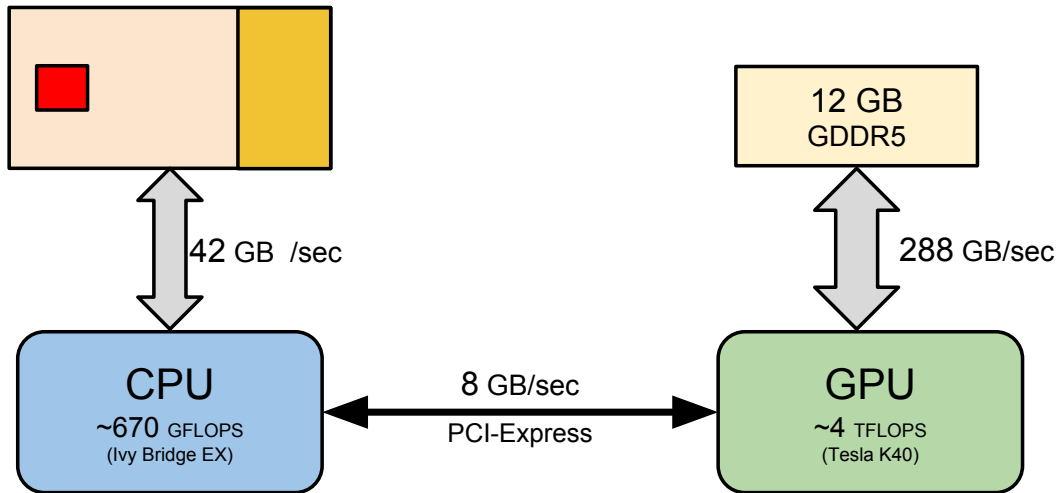 12 GB
GDDR5
42 GB /sec
288 GB/sec
CPU
~670 GFLOPS
(Ivy Bridge EX)
8 GB/sec
PCI-Express
GPU
~4 TFLOPS
(Tesla K40)